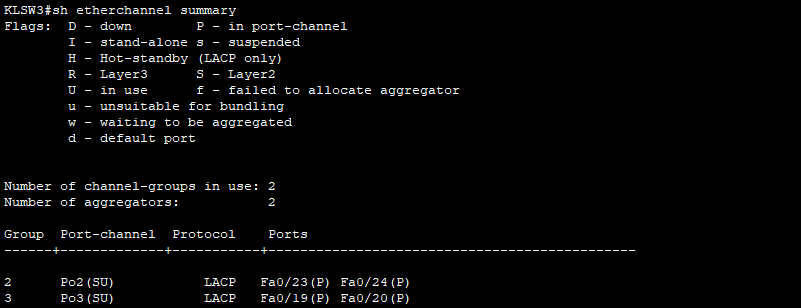 KLSW3#sh etherchannel summary
Flags:  D - down        P - in port-channel
        I - stand-alone s - suspended
        H - Hot-standby (LACP only)
        R - Layer3      S - Layer2
        U - in use      f - failed to allocate aggregator
        u - unsuitable for bundling
        w - waiting to be aggregated
        d - default port
Number of channel-groups in use: 2
Number of aggregators:           2
Group  Port-channel  Protocol    Ports
------+-------------+-----------+-----------------------------------------------
2      Po2(SU)         LACP      Fa0/23(P) Fa0/24(P)
3      Po3(SU)         LACP      Fa0/19(P) Fa0/20(P)